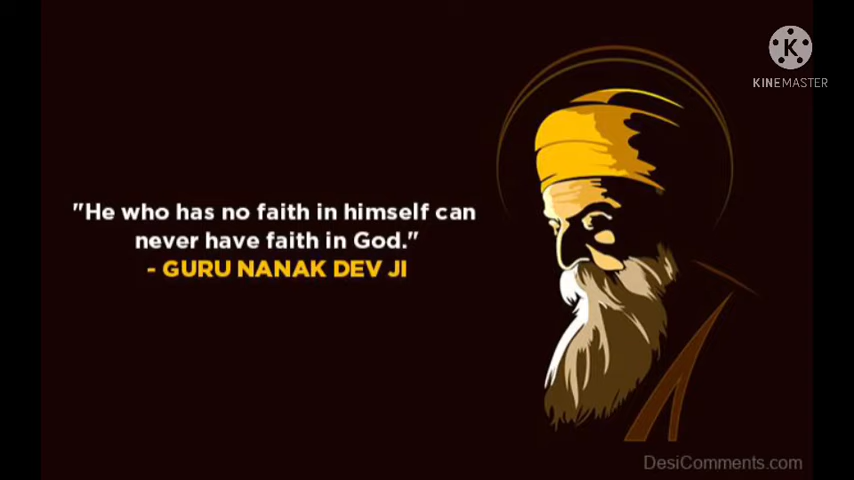 K
KINEMASTER
"He who has no faith in himself can
never have faith in God."
- GURU NANAK DEV JI
DesiComments.com